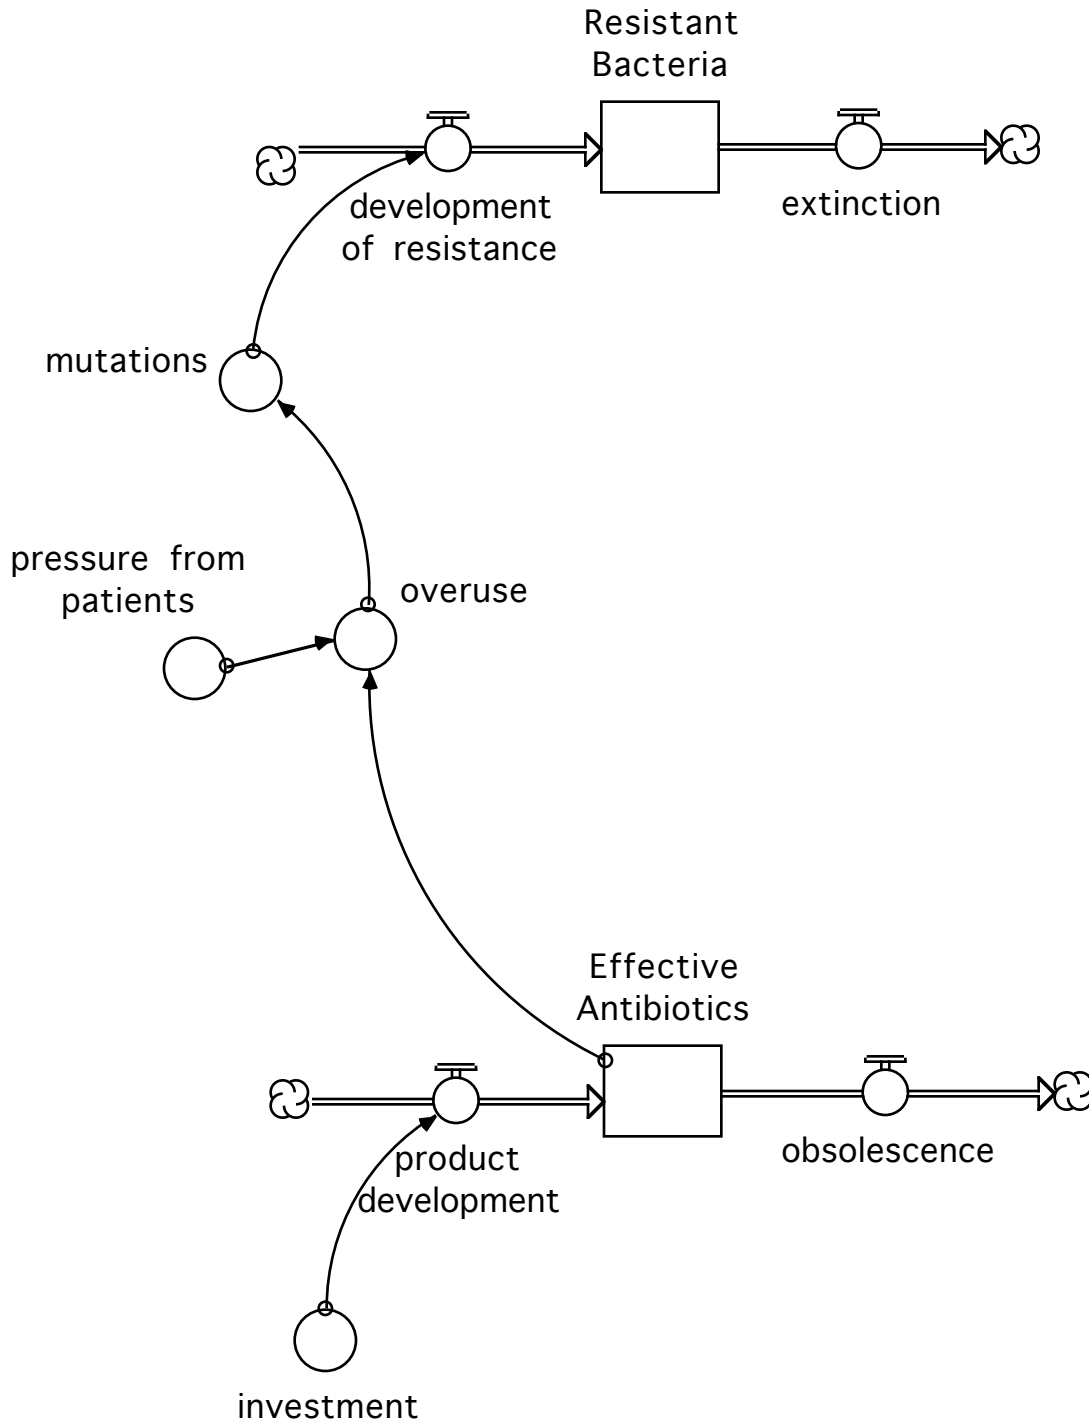 Resistant
Bacteria
development
of resistance
extinction
mutations
pressure from
patients
overuse
Effective
Antibiotics
product
development
obsolescence
investment